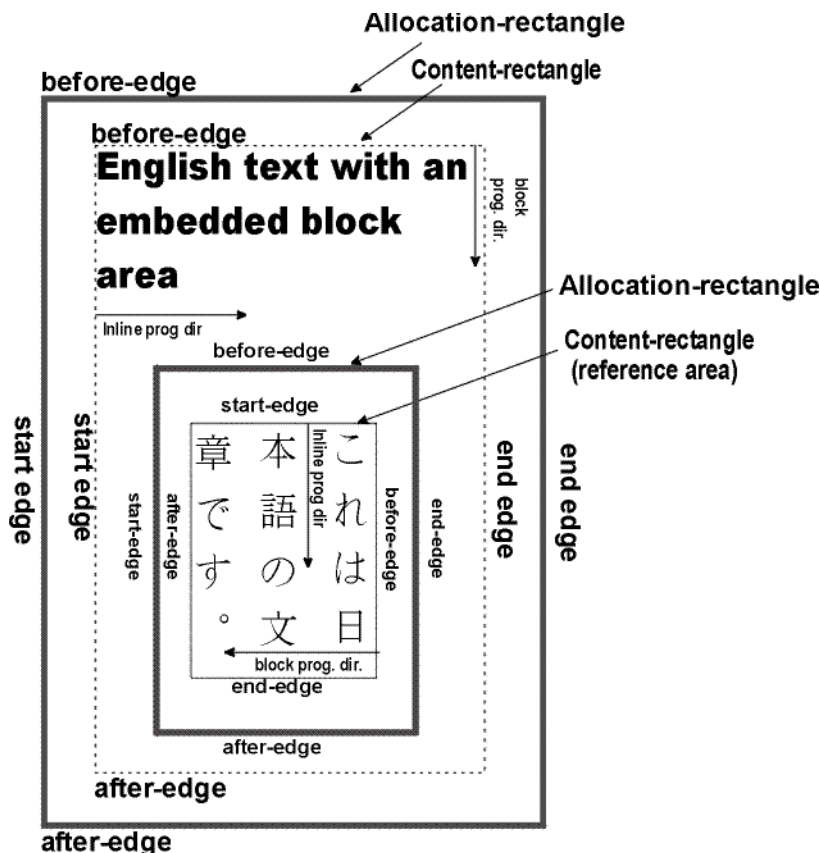 Allocation-rectangle
Content-rectangle
before-edge
before-edge
English text with an
embedded block
area
block
prog. dir.
Inline prog dir
Allocation-rectangle
Content-rectangle
(reference area)
before-edge
start-edge
start edge
start edge
start-edge
after-edge
これは日
本語の文
章です。
Inline prog dir
before-edge
end-edge
end edge
end edge
block prog. dir.
end-edge
after-edge
after-edge
after-edge